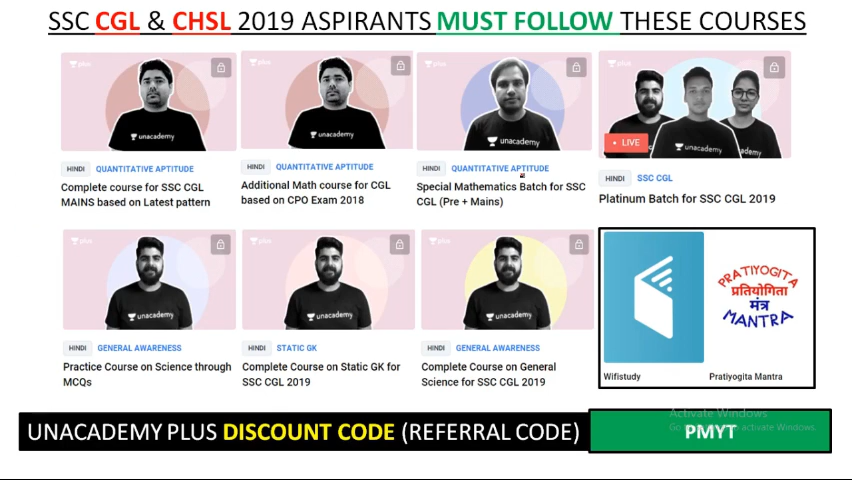 SSC CGL & CHSL 2019 ASPIRANTS MUST FOLLOW THESE COURSES
plus
unacademy
HINDI QUANTITATIVE APTITUDE
Complete course for SSC CGL
MAINS based on Latest pattern
plus
unacademy
HINDI QUANTITATIVE APTITUDE
Additional Math course for CGL
based on CPO Exam 2018
plus
unacademy
HINDI QUANTITATIVE APTITUDE
Special Mathematics Batch for SSC
CGL (Pre + Mains)
plus
unacademy
LIVE
HINDI SSC CGL
Platinum Batch for SSC CGL 2019
plus
unacademy
HINDI GENERAL AWARENESS
Practice Course on Science through
MCQs
plus
unacademy
HINDI STATIC GK
Complete Course on Static GK for
SSC CGL 2019
plus
unacademy
HINDI GENERAL AWARENESS
Complete Course on General
Science for SSC CGL 2019
Wifistudy
PRATIYOGITA
प्रतियोगिता
मंत्र
MANTRA
Pratiyogita Mantra
UNACADEMY PLUS DISCOUNT CODE (REFERRAL CODE)
PMYT
Activate Windows
Go to activate Windows.